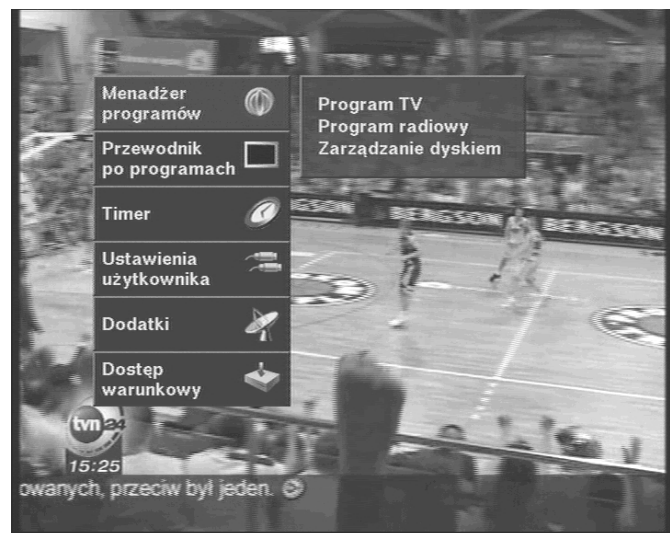 Menadżer
programów
Przewodnik
po programach
Timer
Ustawienia
użytkownika
Dodatki
Dostęp
warunkowy
Program TV
Program radiowy
Zarządzanie dyskiem
BERGSON BERGSON
tvn24
15:25
owanych, przeciw był jeden.